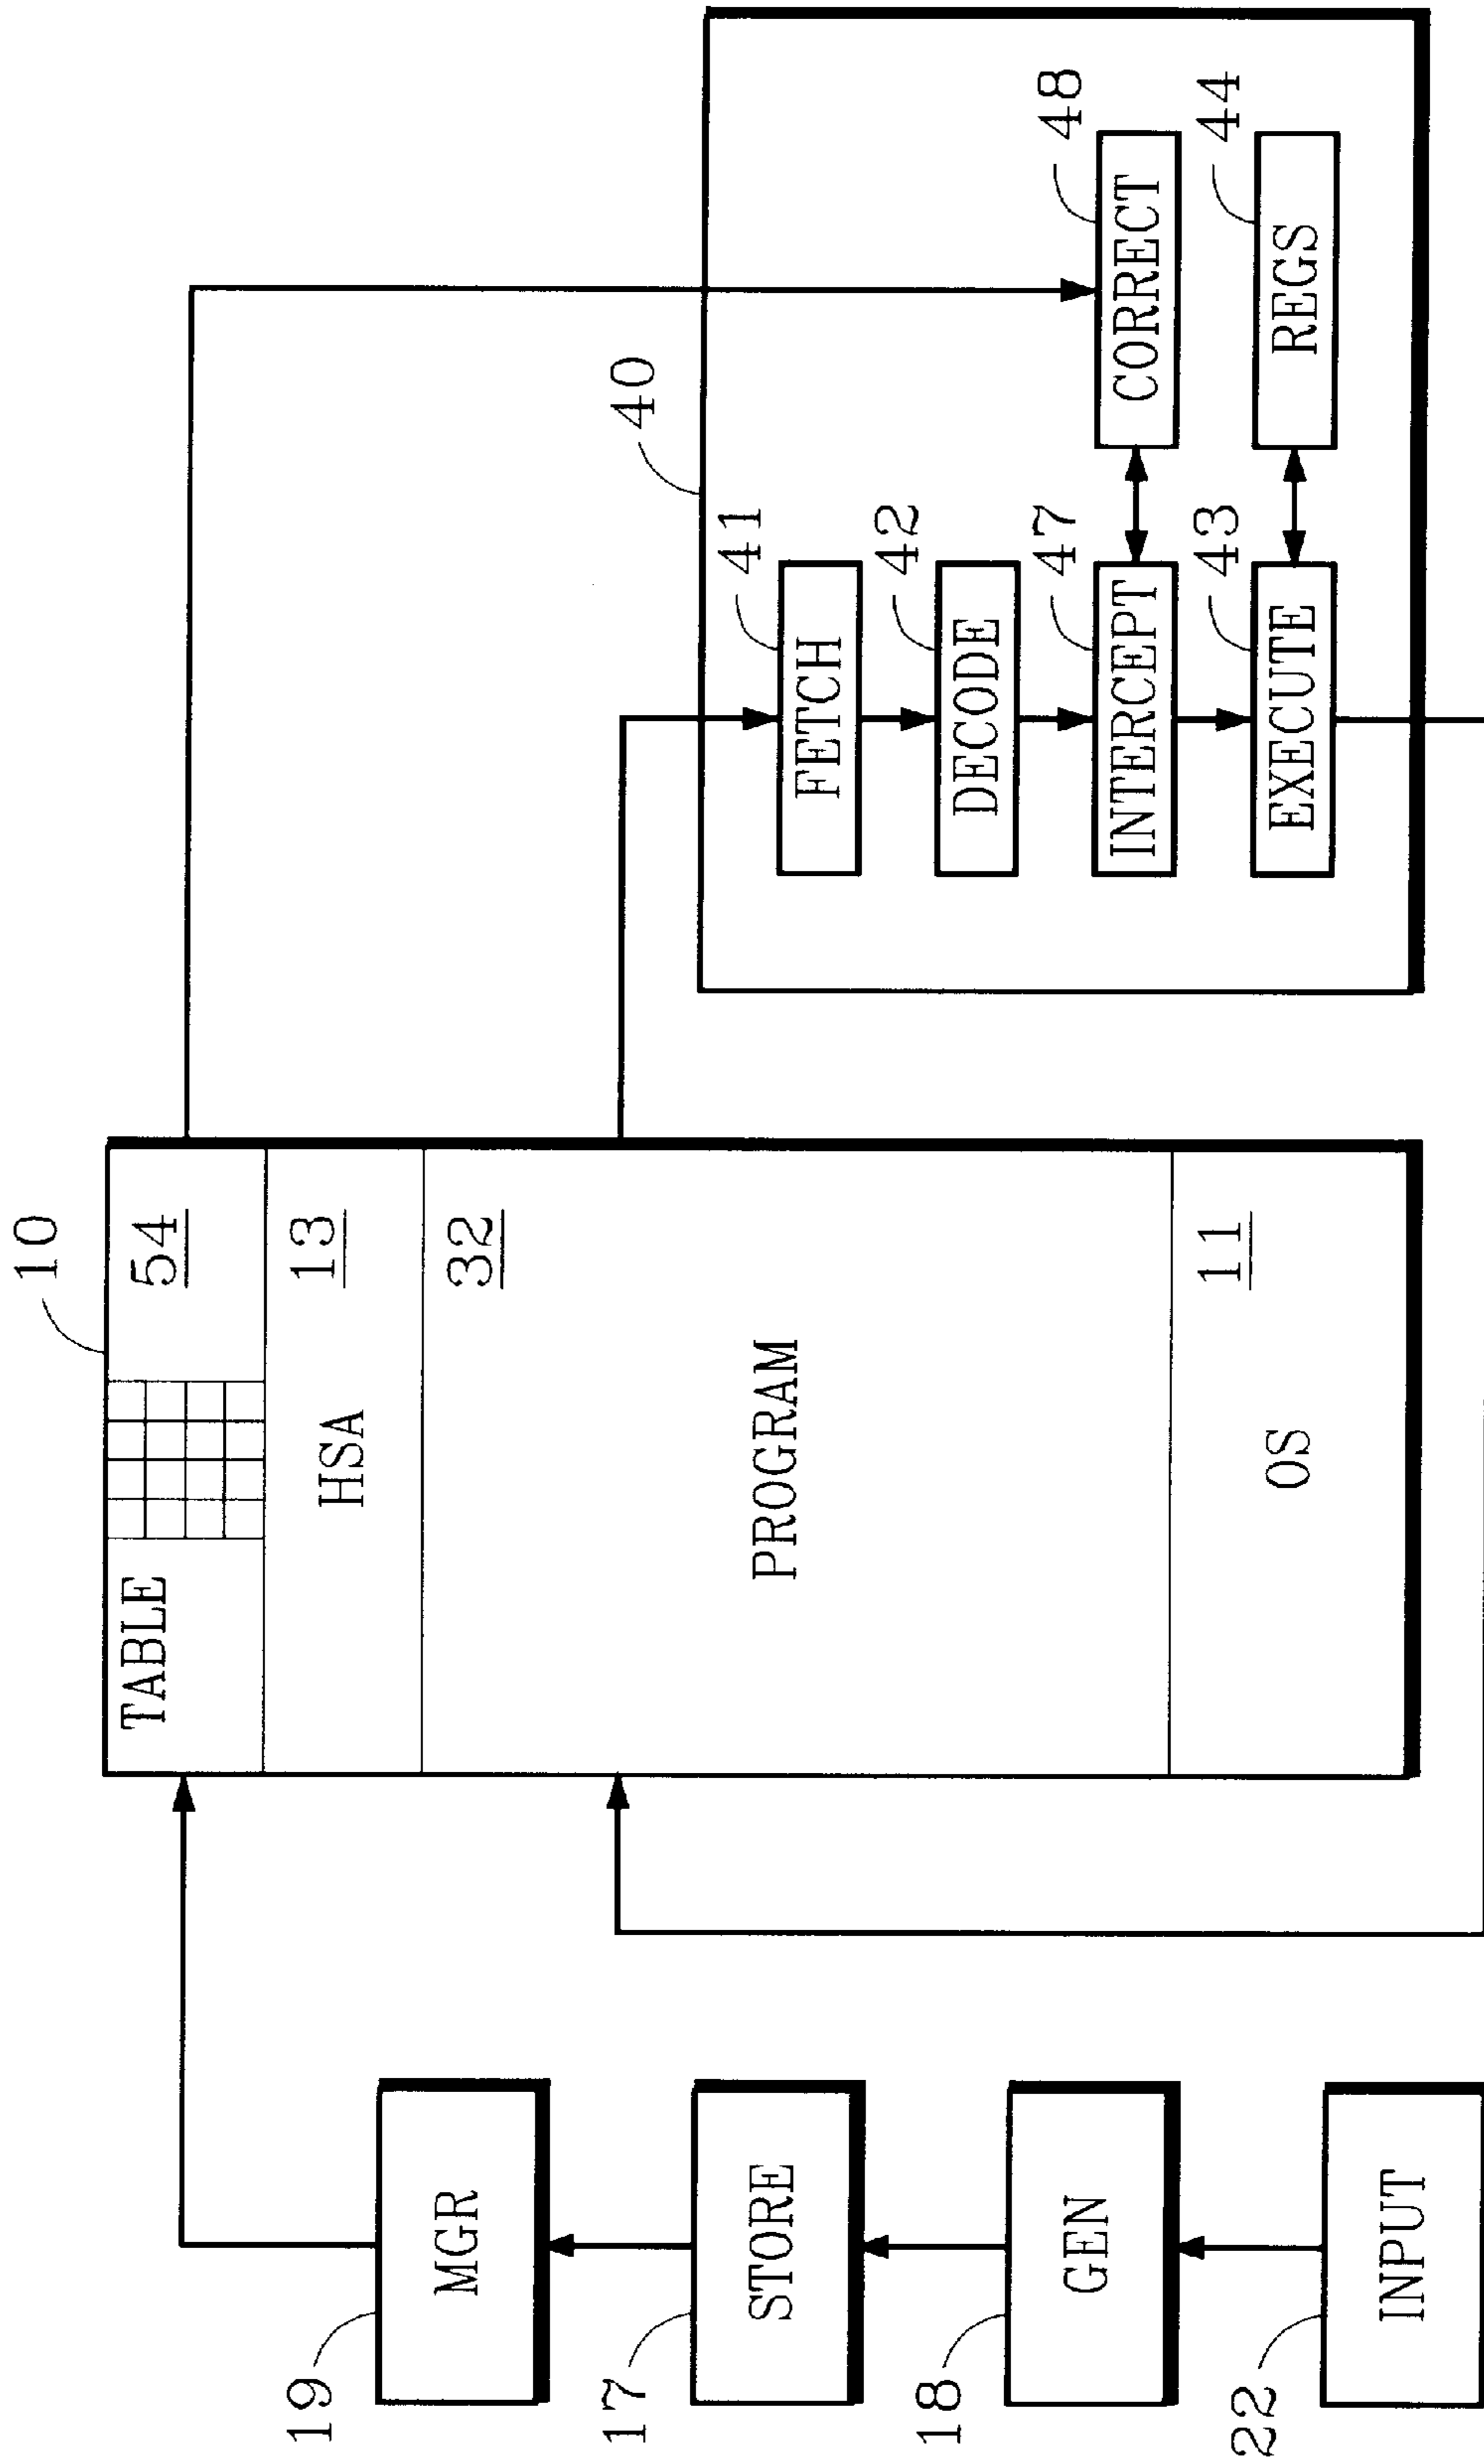 19
MGR
17
STORE
18
GEN
22
INPUT
10
TABLE
54
HSA
13
32
PROGRAM
11
OS
40
41
FETCH
42
DECODE
47
INTERCEPT
48
CORRECT
43
EXECUTE
44
REGS